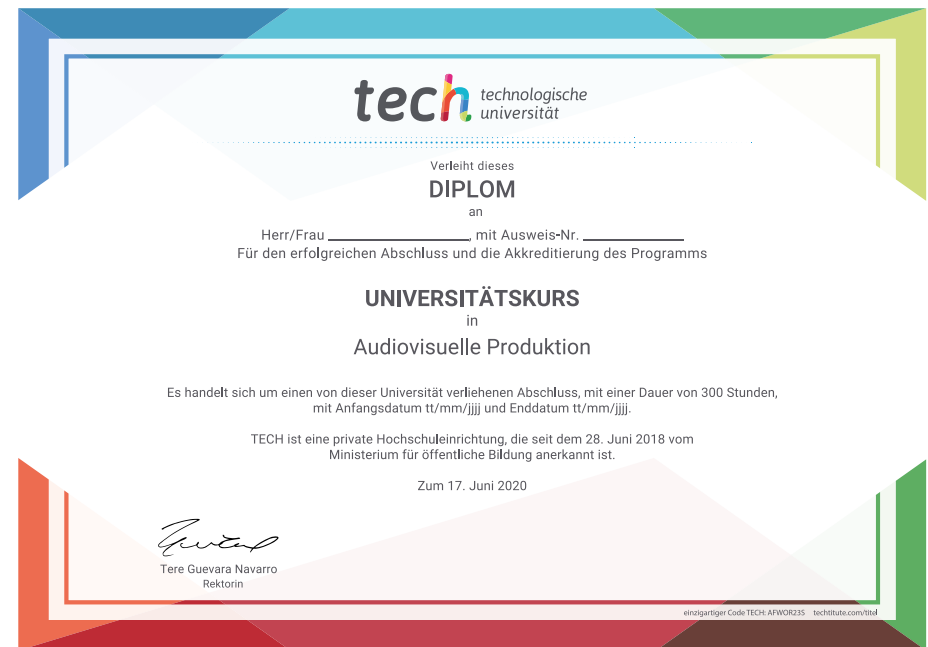 tech technologische
universität
Verleiht dieses
DIPLOM
an
Herr/Frau ____________, mit Ausweis-Nr. ____________
Für den erfolgreichen Abschluss und die Akkreditierung des Programms
UNIVERSITÄTSKURS
in
Audiovisuelle Produktion
Es handelt sich um einen von dieser Universität verliehenen Abschluss, mit einer Dauer von 300 Stunden,
mit Anfangsdatum tt/mm/jjjj und Enddatum tt/mm/jjjj.
TECH ist eine private Hochschuleinrichtung, die seit dem 28. Juni 2018 vom
Ministerium für öffentliche Bildung anerkannt ist.
Zum 17. Juni 2020
Tere Guevara Navarro
Rektorin
einzigartiger Code TECH: AFWOR23S techtitute.com/titel